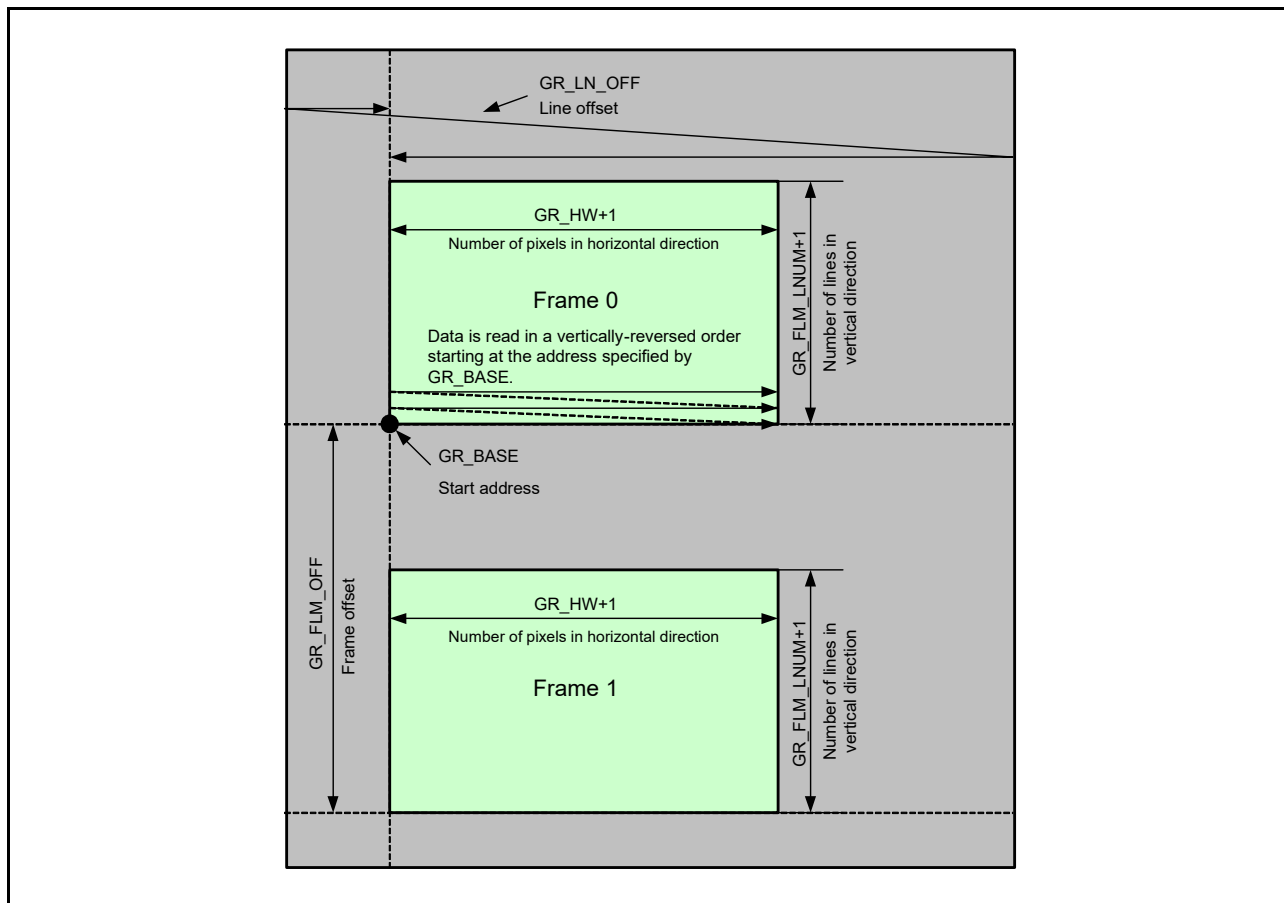 GR_LN_OFF
Line offset
GR_HW+1
Number of pixels in horizontal direction
Frame 0
Data is read in a vertically-reversed order
starting at the address specified by
GR_BASE.
GR_FLM_LNUM+1
Number of lines in
vertical direction
GR_BASE
Start address
GR_FLM_OFF
Frame offset
GR_HW+1
Number of pixels in horizontal direction
Frame 1
GR_FLM_LNUM+1
Number of lines in
vertical direction